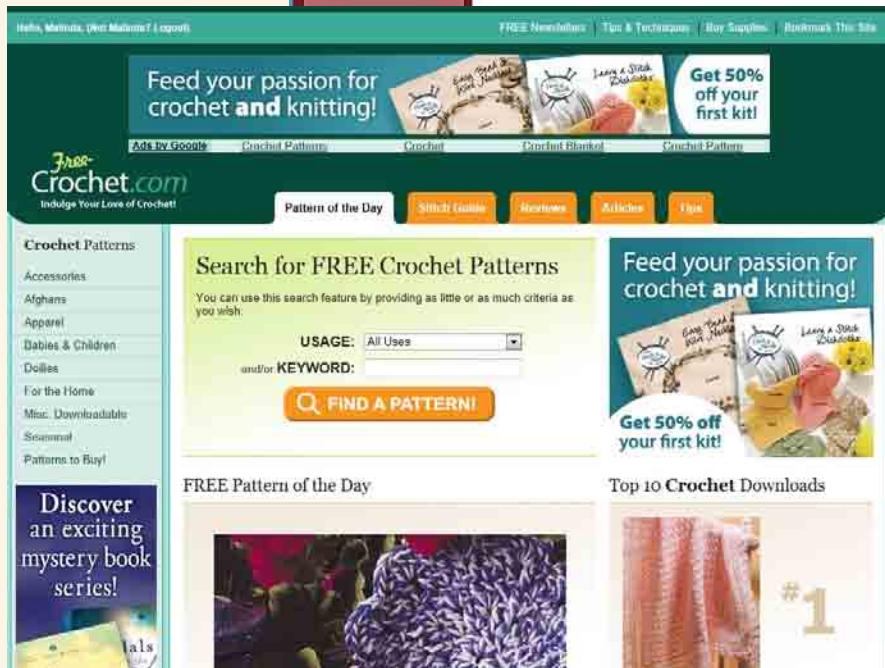 Hello, Malinda. (Not Malinda? Logout)
FREE Newsletters | Tips & Techniques | Buy Supplies | Bookmark This Site
Feed your passion for
crochet and knitting!
Leave a Stitch
Dishcloths
Get 50%
off your
first kit!
Ads by Google
Crochet Patterns
Crochet
Crochet Blanket
Crochet Pattern
Free-
Crochet.com
Indulge Your Love of Crochet!
Pattern of the Day
Stitch Guide
Reviews
Articles
Tips
Crochet Patterns
Accessories
Afghans
Apparel
Babies & Children
Doilies
For the Home
Misc. Downloadable
Seasonal
Patterns to Buy!
Discover
an exciting
mystery book
series!
Search for FREE Crochet Patterns
You can use this search feature by providing as little or as much criteria as
you wish:
USAGE: All Uses
and/or KEYWORD:
FIND A PATTERN!
Feed your passion for
crochet and knitting!
Leave a Stitch
Dishcloths
Get 50% off
your first kit!
FREE Pattern of the Day
Top 10 Crochet Downloads
#1